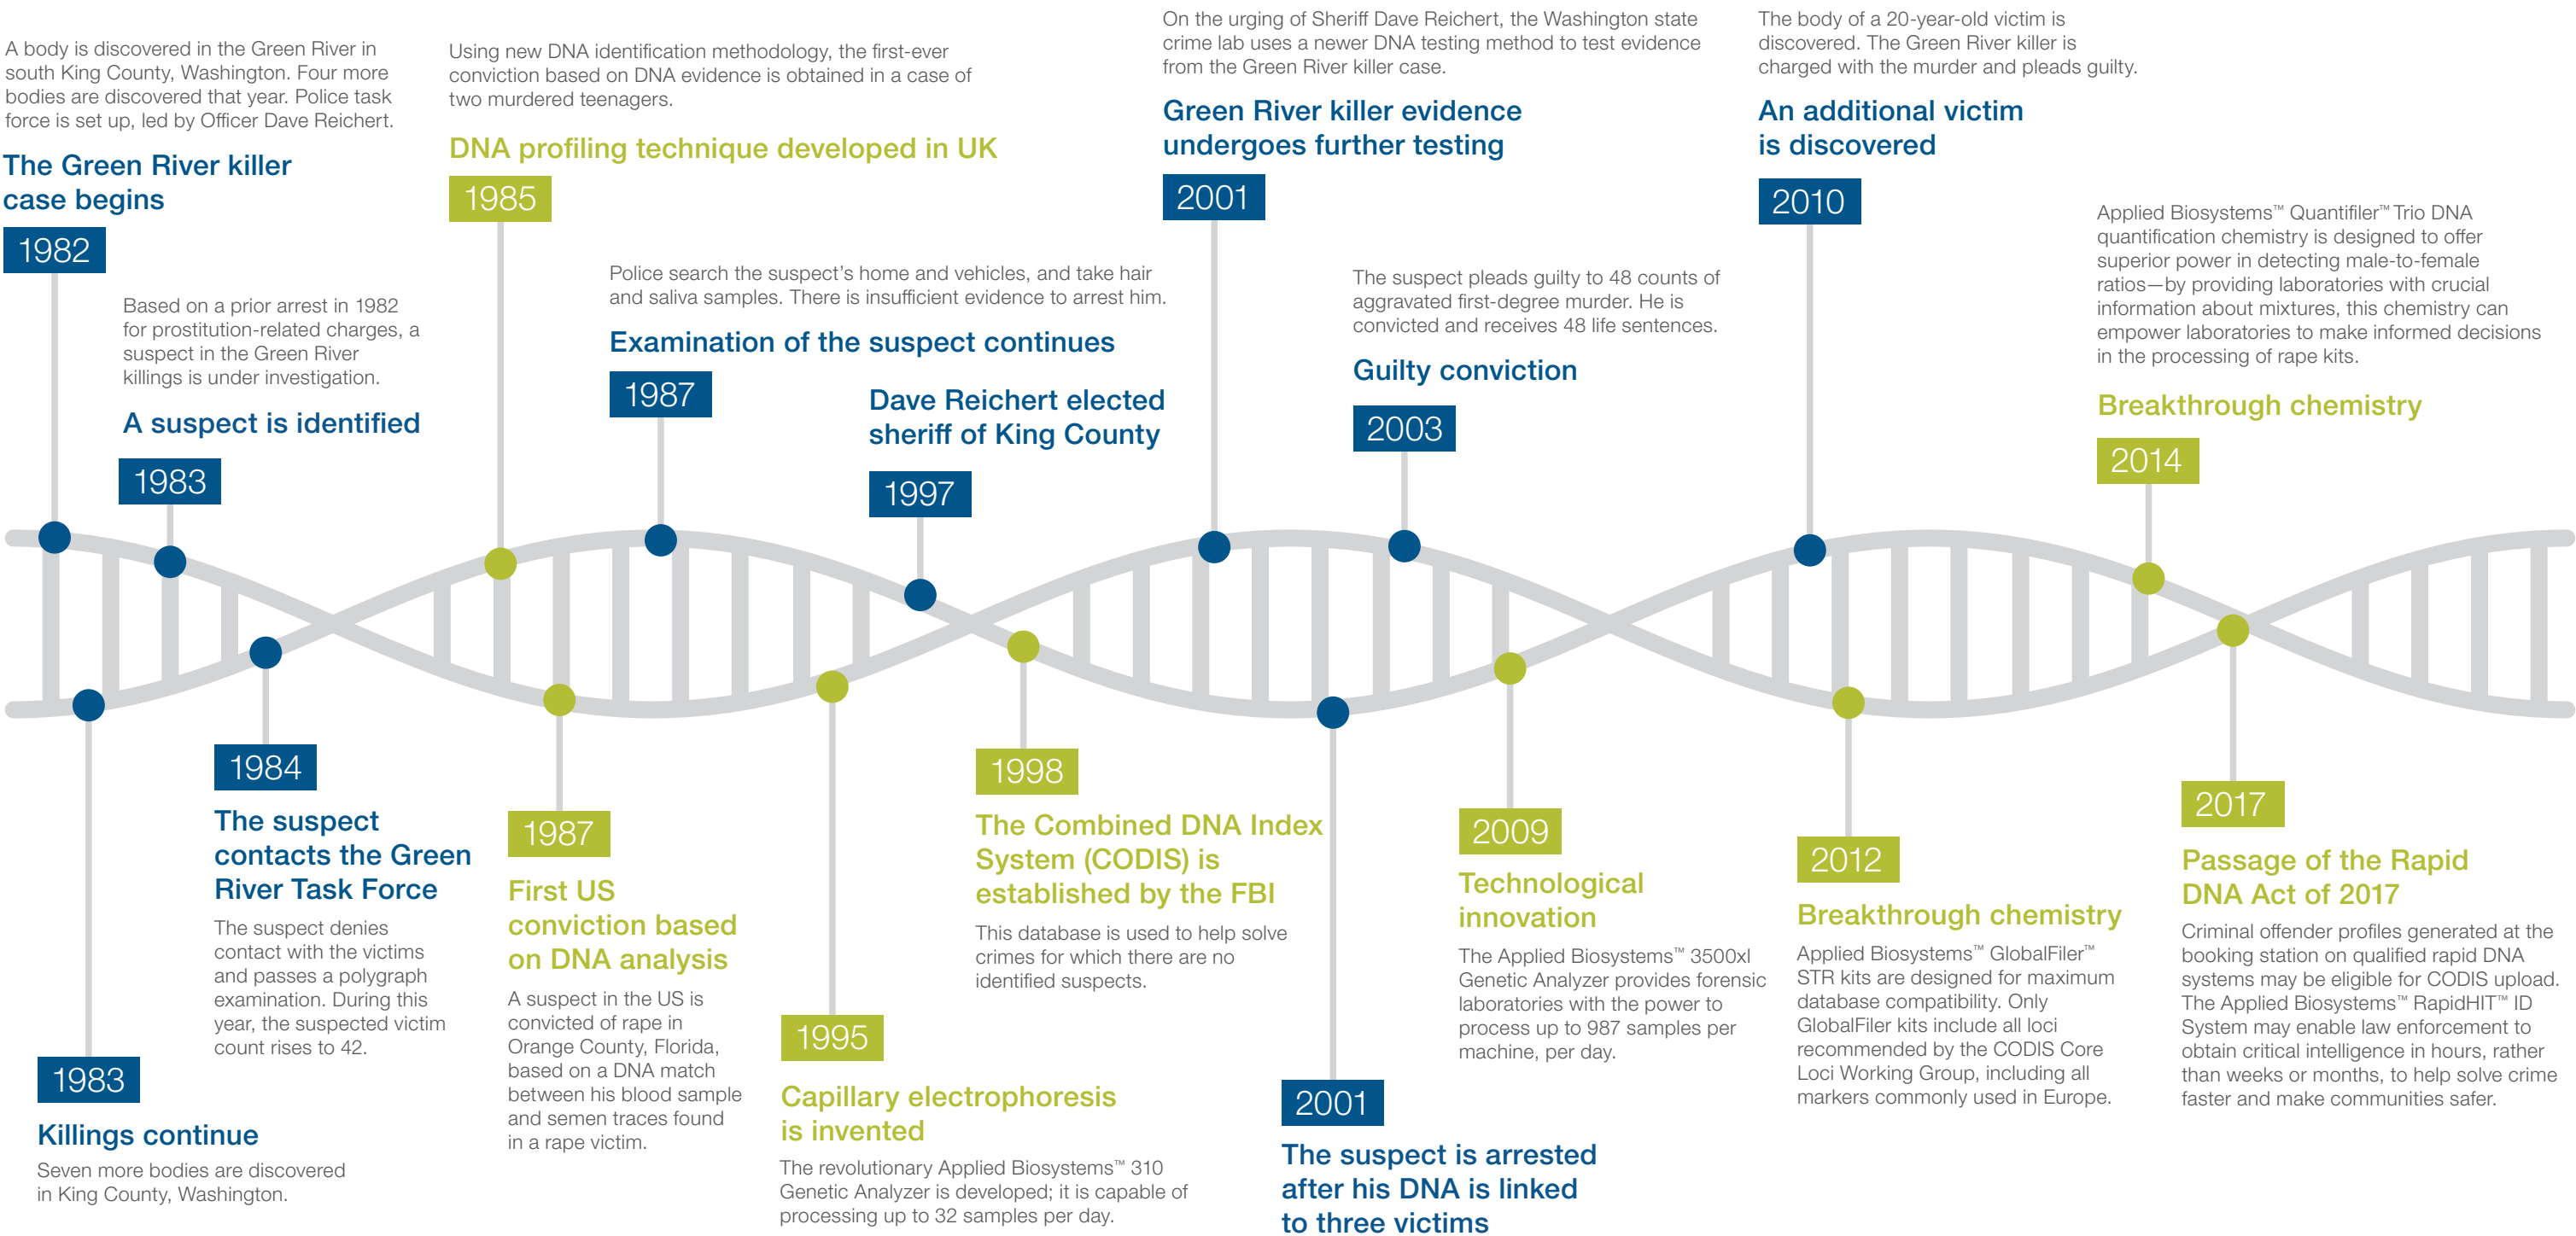 A body is discovered in the Green River in
south King County, Washington. Four more
bodies are discovered that year. Police task
force is set up, led by Officer Dave Reichert.
The Green River killer
case begins
1982
Based on a prior arrest in 1982
for prostitution-related charges, a
suspect in the Green River
killings is under investigation.
A suspect is identified
1983
Using new DNA identification methodology, the first-ever
conviction based on DNA evidence is obtained in a case of
two murdered teenagers.
DNA profiling technique developed in UK
1985
Police search the suspect’s home and vehicles, and take hair
and saliva samples. There is insufficient evidence to arrest him.
Examination of the suspect continues
1987
Dave Reichert elected
sheriff of King County
1997
On the urging of Sheriff Dave Reichert, the Washington state
crime lab uses a newer DNA testing method to test evidence
from the Green River killer case.
Green River killer evidence
undergoes further testing
2001
The suspect pleads guilty to 48 counts of
aggravated first-degree murder. He is
convicted and receives 48 life sentences.
Guilty conviction
2003
The body of a 20-year-old victim is
discovered. The Green River killer is
charged with the murder and pleads guilty.
An additional victim
is discovered
2010
Applied Biosystems™ Quantifiler™ Trio DNA
quantification chemistry is designed to offer
superior power in detecting male-to-female
ratios—by providing laboratories with crucial
information about mixtures, this chemistry can
empower laboratories to make informed decisions
in the processing of rape kits.
Breakthrough chemistry
2014
1983
Killings continue
Seven more bodies are discovered
in King County, Washington.
1984
The suspect
contacts the Green
River Task Force
The suspect denies
contact with the victims
and passes a polygraph
examination. During this
year, the suspected victim
count rises to 42.
1987
First US
conviction based
on DNA analysis
A suspect in the US is
convicted of rape in
Orange County, Florida,
based on a DNA match
between his blood sample
and semen traces found
in a rape victim.
1995
Capillary electrophoresis
is invented
The revolutionary Applied Biosystems™ 310
Genetic Analyzer is developed; it is capable of
processing up to 32 samples per day.
1998
The Combined DNA Index
System (CODIS) is
established by the FBI
This database is used to help solve
crimes for which there are no
identified suspects.
2001
The suspect is arrested
after his DNA is linked
to three victims
2009
Technological
innovation
The Applied Biosystems™ 3500xl
Genetic Analyzer provides forensic
laboratories with the power to
process up to 987 samples per
machine, per day.
2012
Breakthrough chemistry
Applied Biosystems™ GlobalFiler™
STR kits are designed for maximum
database compatibility. Only
GlobalFiler kits include all loci
recommended by the CODIS Core
Loci Working Group, including all
markers commonly used in Europe.
2017
Passage of the Rapid
DNA Act of 2017
Criminal offender profiles generated at the
booking station on qualified rapid DNA
systems may be eligible for CODIS upload.
The Applied Biosystems™ RapidHIT™ ID
System may enable law enforcement to
obtain critical intelligence in hours, rather
than weeks or months, to help solve crime
faster and make communities safer.